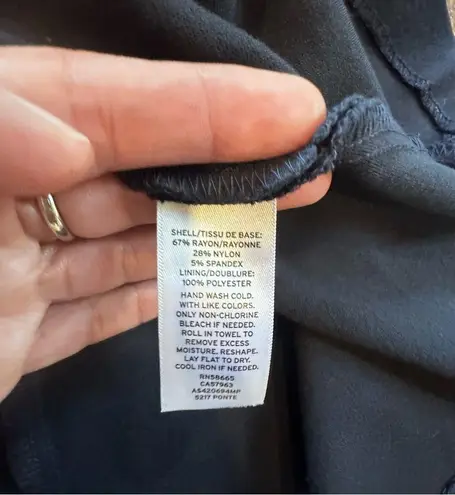 SHELL/TISSU DE BASE:
67% RAYON/RAYONNE
28% NYLON
5% SPANDEX
LINING/DOUBLURE:
100% POLYESTER
HAND WASH COLD.
WITH LIKE COLORS.
ONLY NON-CHLORINE
BLEACH IF NEEDED.
ROLL IN TOWEL TO
REMOVE EXCESS
MOISTURE. RESHAPE.
LAY FLAT TO DRY.
COOL IRON IF NEEDED.
RN58665
CA57963
AS420694MP
5217 PONTE